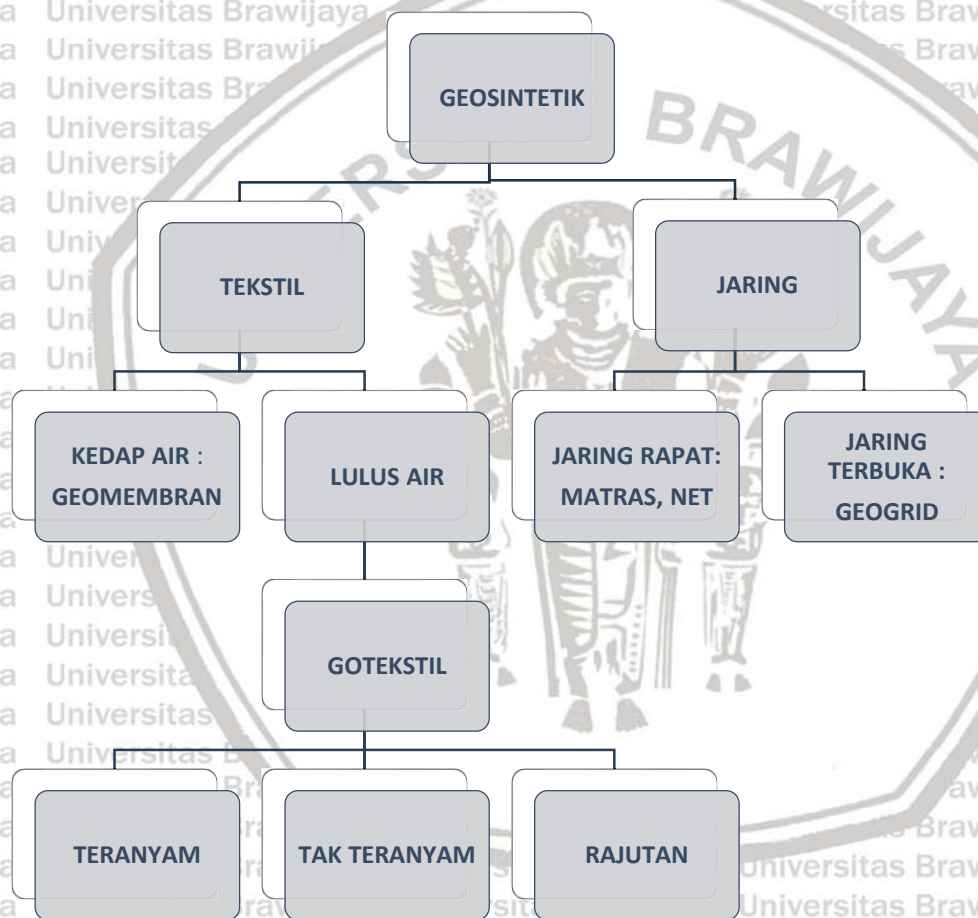 GEOSINTETIK
TEKSTIL
JARING
KEDAP AIR :
GEOMEMBRAN
LULUS AIR
JARING RAPAT:
MATRAS, NET
JARING
TERBUKA :
GEOGRID
GOTEKSTIL
TERANYAM
TAK TERANYAM
RAJUTAN